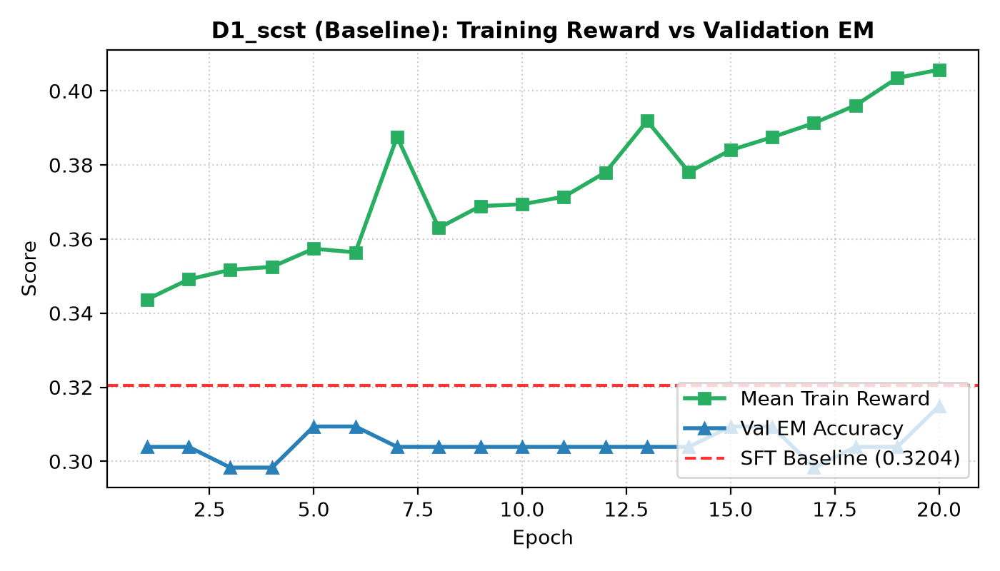 D1_scst (Baseline): Training Reward vs Validation EM
Score
0.40
0.38
0.36
0.34
0.32
0.30
Mean Train Reward
Val EM Accuracy
SFT Baseline (0.3204)
2.5 5.0 7.5 10.0 12.5 15.0 17.5 20.0
Epoch